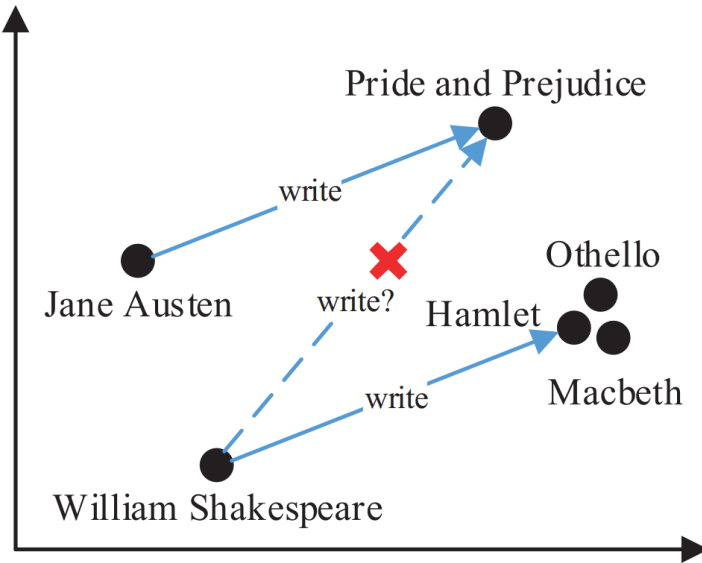 Pride and Prejudice
write
Othello
Jane Austen
write?
Hamlet
write
Macbeth
William Shakespeare